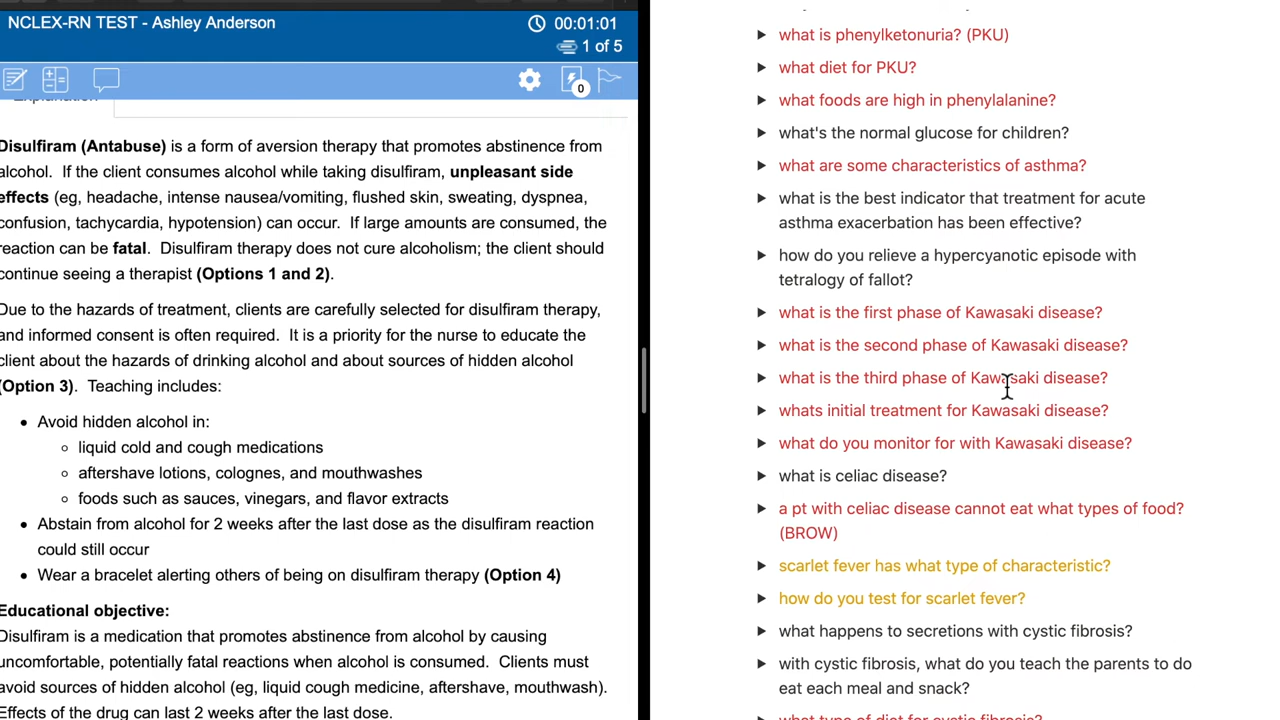 NCLEX-RN TEST - Ashley Anderson
00:01:01
1 of 5
0
Explanation
Disulfiram (Antabuse) is a form of aversion therapy that promotes abstinence from
alcohol. If the client consumes alcohol while taking disulfiram, unpleasant side
effects (eg, headache, intense nausea/vomiting, flushed skin, sweating, dyspnea,
confusion, tachycardia, hypotension) can occur. If large amounts are consumed, the
reaction can be fatal. Disulfiram therapy does not cure alcoholism; the client should
continue seeing a therapist (Options 1 and 2).
Due to the hazards of treatment, clients are carefully selected for disulfiram therapy,
and informed consent is often required. It is a priority for the nurse to educate the
client about the hazards of drinking alcohol and about sources of hidden alcohol
(Option 3). Teaching includes:
• Avoid hidden alcohol in:
○ liquid cold and cough medications
○ aftershave lotions, colognes, and mouthwashes
○ foods such as sauces, vinegars, and flavor extracts
• Abstain from alcohol for 2 weeks after the last dose as the disulfiram reaction
could still occur
• Wear a bracelet alerting others of being on disulfiram therapy (Option 4)
Educational objective:
Disulfiram is a medication that promotes abstinence from alcohol by causing
uncomfortable, potentially fatal reactions when alcohol is consumed. Clients must
avoid sources of hidden alcohol (eg, liquid cough medicine, aftershave, mouthwash).
Effects of the drug can last 2 weeks after the last dose.
what is phenylketonuria? (PKU)
what diet for PKU?
what foods are high in phenylalanine?
what's the normal glucose for children?
what are some characteristics of asthma?
what is the best indicator that treatment for acute
asthma exacerbation has been effective?
how do you relieve a hypercyanotic episode with
tetralogy of fallot?
what is the first phase of Kawasaki disease?
what is the second phase of Kawasaki disease?
what is the third phase of Kawasaki disease?
whats initial treatment for Kawasaki disease?
what do you monitor for with Kawasaki disease?
what is celiac disease?
a pt with celiac disease cannot eat what types of food?
(BROW)
scarlet fever has what type of characteristic?
how do you test for scarlet fever?
what happens to secretions with cystic fibrosis?
with cystic fibrosis, what do you teach the parents to do
eat each meal and snack?
what type of diet for cystic fibrosis?